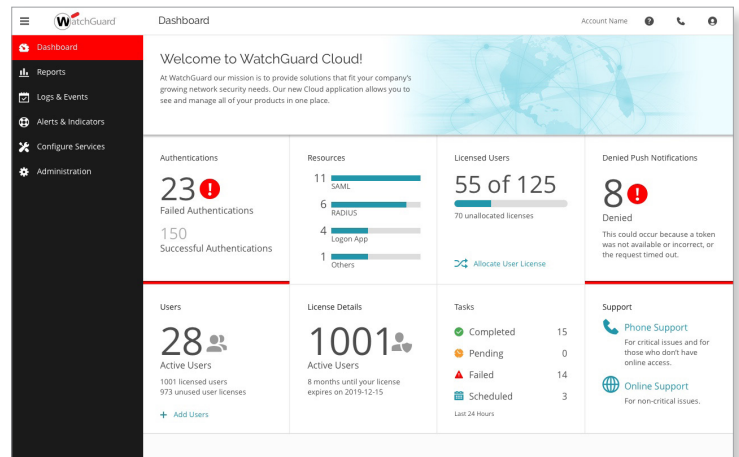 WatchGuard
Dashboard
Account Name
Dashboard
Reports
Logs & Events
Alerts & Indicators
Configure Services
Administration
Welcome to WatchGuard Cloud!
At WatchGuard our mission is to provide solutions that fit your company's
growing network security needs. Our new Cloud application allows you to
see and manage all of your products in one place.
Authentications
23
Failed Authentications
150
Successful Authentications
Resources
11
SAML
6
RADIUS
4
Logon App
1
Others
Licensed Users
55 of 125
70 unallocated licenses
Allocate User License
Denied Push Notifications
8
Denied
This could occur because a token
was not available or incorrect, or
the request timed out.
Users
28
Active Users
1001 licensed users
973 unused user licenses
+ Add Users
License Details
1001
Active Users
8 months until your license
expires on 2019-12-15
Tasks
Completed 15
Pending 0
Failed 14
Scheduled 3
Last 24 Hours
Support
Phone Support
For critical issues and for
those who don't have
online access.
Online Support
For non-critical issues.